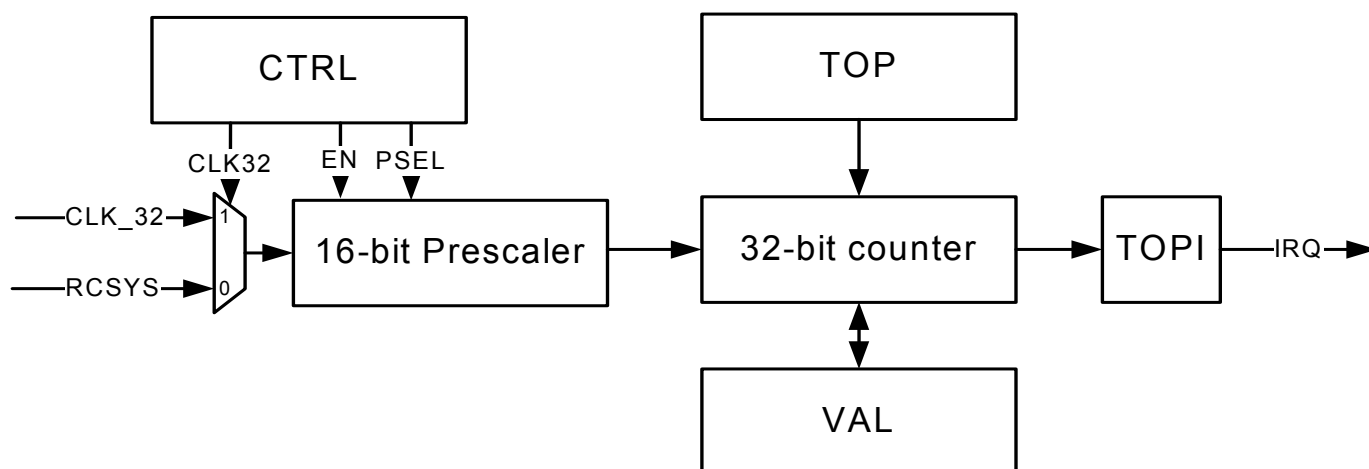 CTRL
TOP
CLK32
EN
PSEL
CLK_32
1
16-bit Prescaler
32-bit counter
TOPI
IRQ
RCSYS
0
VAL